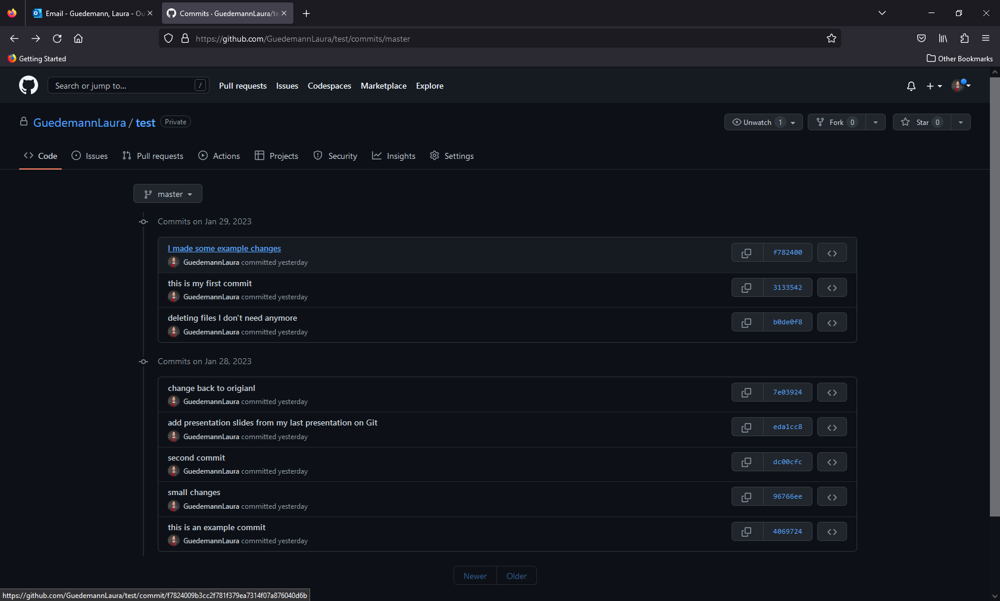 Email - Guedemann, Laura - Ou
Commits · GuedemannLaura/te
https://github.com/GuedemannLaura/test/commits/master
Getting Started
Other Bookmarks
Search or jump to...
/
Pull requests
Issues
Codespaces
Marketplace
Explore
GuedemannLaura / test Private
Unwatch 1
Fork 0
Star 0
Code
Issues
Pull requests
Actions
Projects
Security
Insights
Settings
master
Commits on Jan 29, 2023
I made some example changes
GuedemannLaura committed yesterday
f782400
this is my first commit
GuedemannLaura committed yesterday
3133542
deleting files I don't need anymore
GuedemannLaura committed yesterday
b0de0f8
Commits on Jan 28, 2023
change back to origianl
GuedemannLaura committed yesterday
7e03924
add presentation slides from my last presentation on Git
GuedemannLaura committed yesterday
eda1cc8
second commit
GuedemannLaura committed yesterday
dc00cfc
small changes
GuedemannLaura committed yesterday
96766ee
this is an example commit
GuedemannLaura committed yesterday
4069724
Newer
Older
https://github.com/GuedemannLaura/test/commit/f7824009b3cc2f781f379ea7314f07a876040d6b